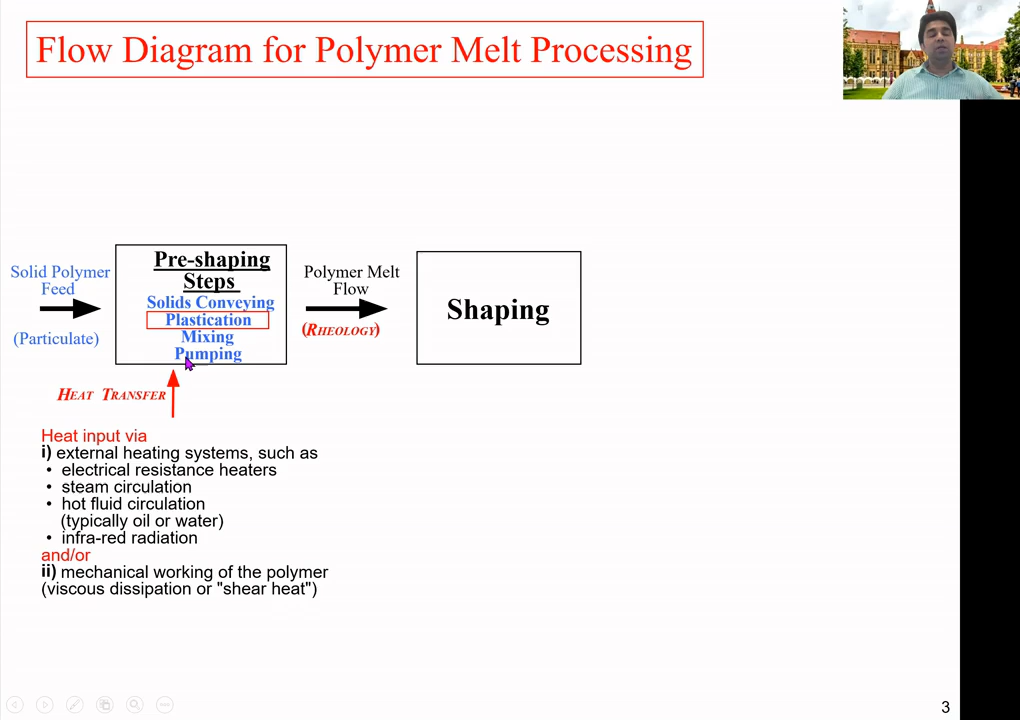 Flow Diagram for Polymer Melt Processing
Solid Polymer
Feed
(Particulate)
Pre-shaping
Steps
Solids Conveying
Plastication
Mixing
Pumping
Polymer Melt
Flow
(RHEOLOGY)
Shaping
HEAT TRANSFER
Heat input via
i) external heating systems, such as
• electrical resistance heaters
• steam circulation
• hot fluid circulation
(typically oil or water)
• infra-red radiation
and/or
ii) mechanical working of the polymer
(viscous dissipation or "shear heat")
3